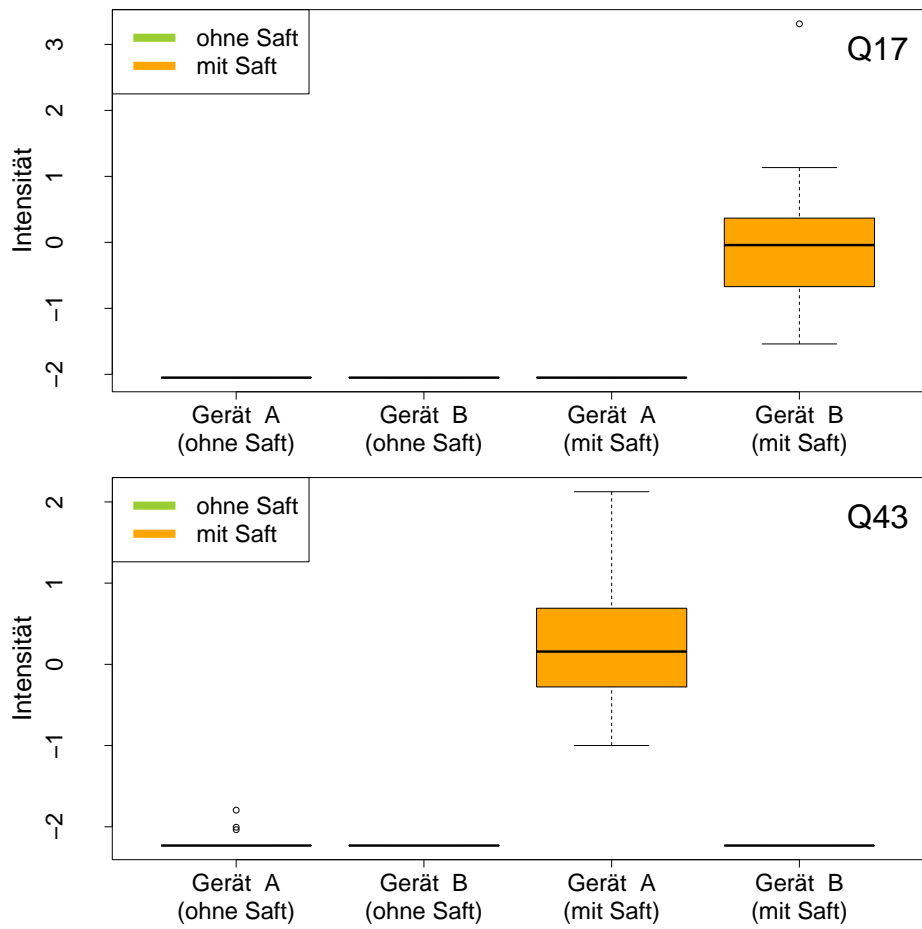 ohne Saft
mit Saft
Q17
Intensität
3
2
1
0
−1
−2
Gerät A Gerät B Gerät A Gerät B
(ohne Saft) (ohne Saft) (mit Saft) (mit Saft)
ohne Saft
mit Saft
Q43
Intensität
2
1
0
−1
−2
Gerät A Gerät B Gerät A Gerät B
(ohne Saft) (ohne Saft) (mit Saft) (mit Saft)